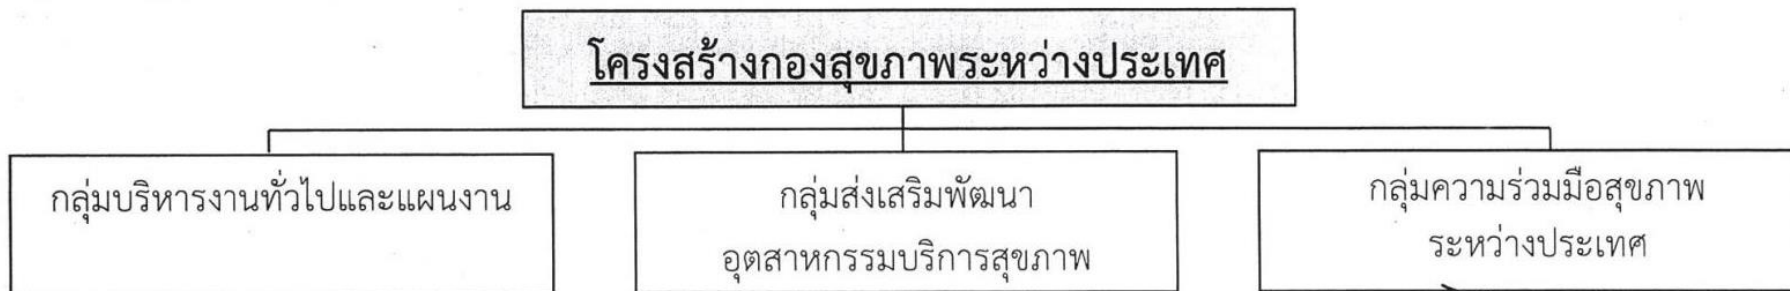 โครงสร้างกองสุขภาพระหว่างประเทศ
กลุ่มบริหารงานทั่วไปและแผนงาน
กลุ่มส่งเสริมพัฒนา
อุตสาหกรรมบริการสุขภาพ
กลุ่มความร่วมมือสุขภาพ
ระหว่างประเทศ